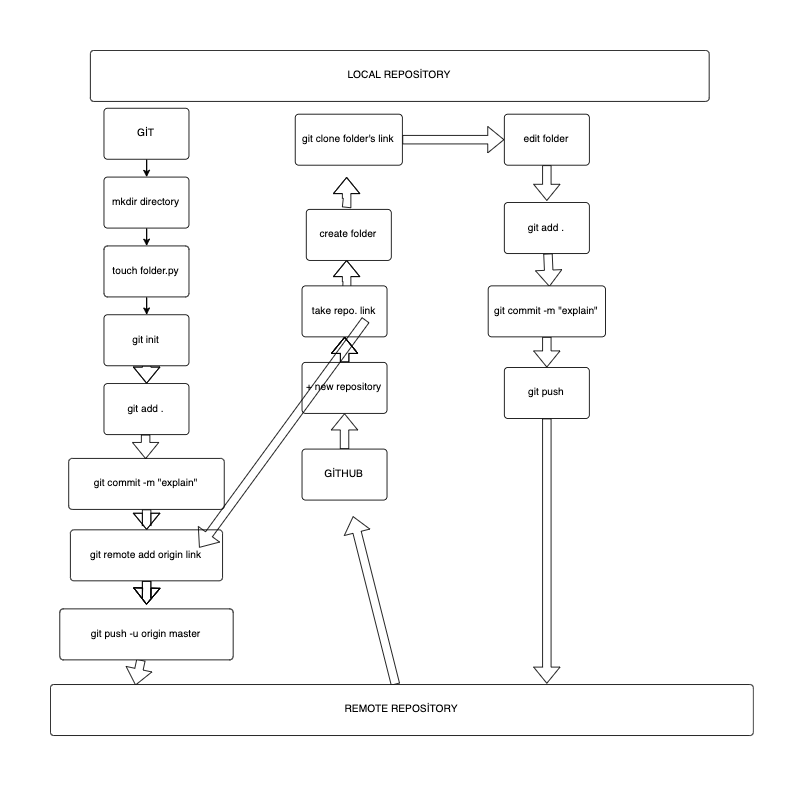 LOCAL REPOSİTORY
GİT
mkdir directory
touch folder.py
git init
git add .
git commit -m "explain"
git remote add origin link
git push -u origin master
git clone folder's link
create folder
take repo. link
+ new repository
GİTHUB
edit folder
git add .
git commit -m "explain"
git push
REMOTE REPOSİTORY